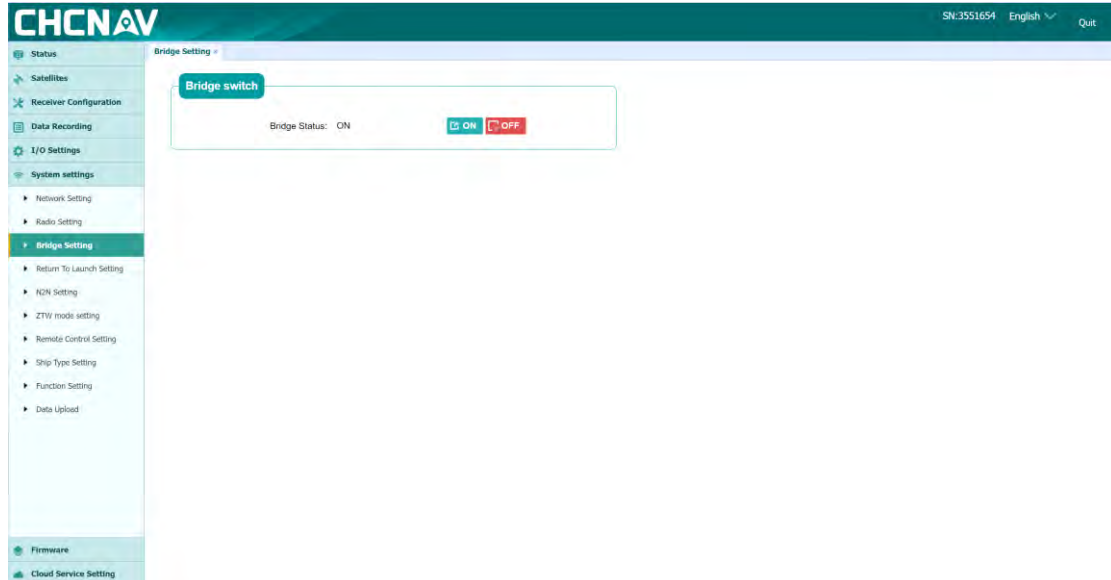 CHCNAV
SN:3551654 English Quit
Status
Satellites
Receiver Configuration
Data Recording
I/O Settings
System settings
Network Setting
Radio Setting
Bridge Setting
Return To Launch Setting
N2N Setting
ZTW mode setting
Remote Control Setting
Ship Type Setting
Function Setting
Data Upload
Firmware
Cloud Service Setting
Bridge Setting ×
Bridge switch
Bridge Status: ON ON OFF